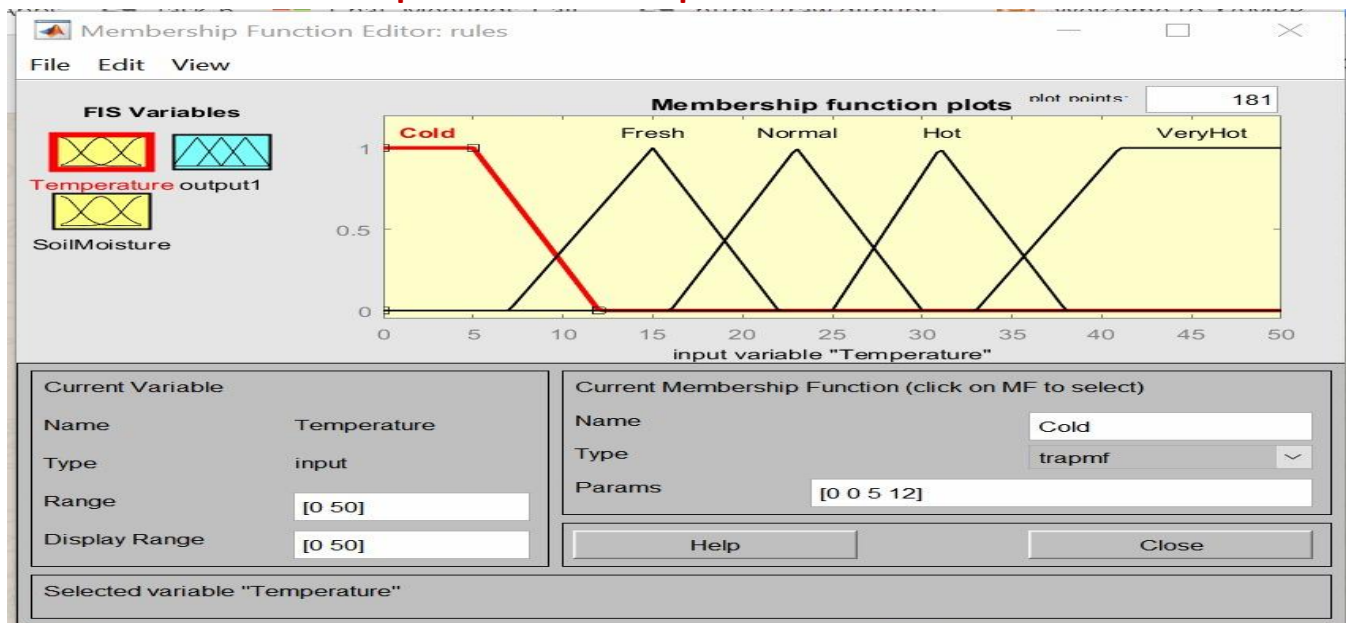 Membership Function Editor: rules
File Edit View
FIS Variables
Membership function plots plot points: 181
Temperature output1
SoilMoisture
Cold Fresh Normal Hot VeryHot
1
0.5
0
0 5 10 15 20 25 30 35 40 45 50
input variable "Temperature"
Current Variable
Name Temperature
Type input
Range [0 50]
Display Range [0 50]
Current Membership Function (click on MF to select)
Name Cold
Type trapmf
Params [0 0 5 12]
Help Close
Selected variable "Temperature"